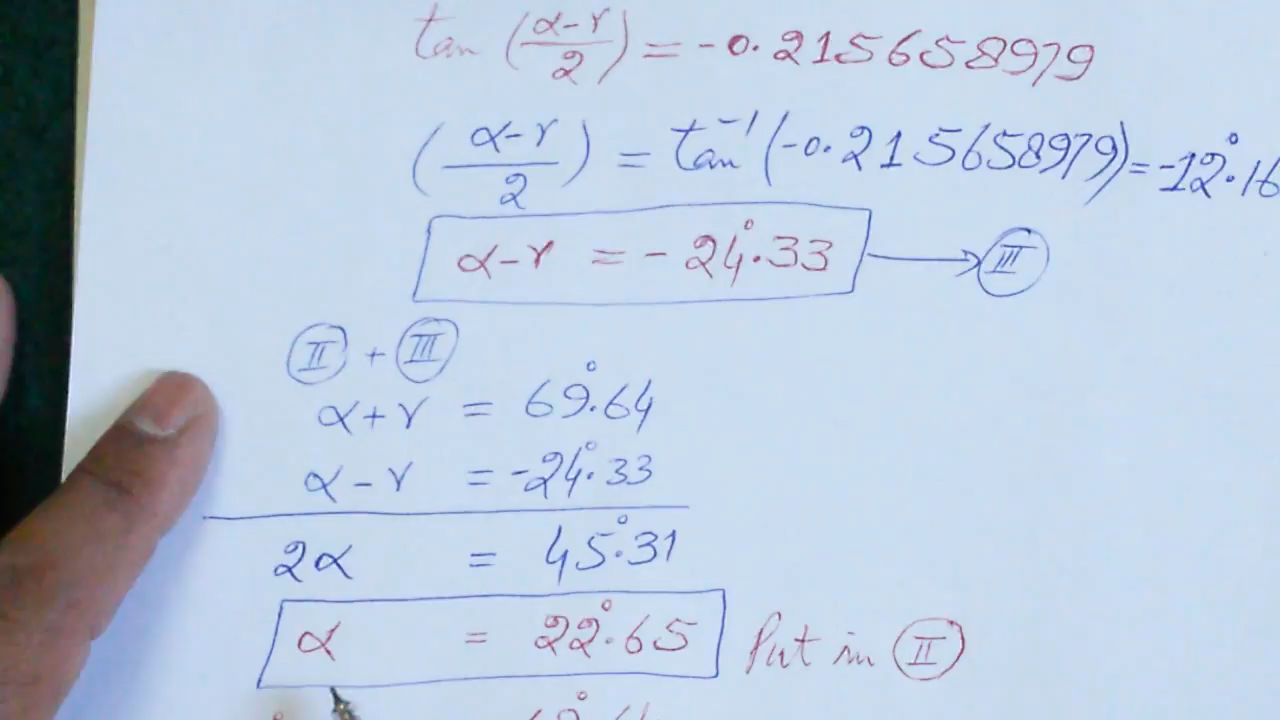 tan (α-γ/2) = -0.215658979
(α-γ/2) = tan⁻¹(-0.215658979) = -12°.16
α-γ = -24°.33 → III
II + III
α+γ = 69°.64
α-γ = -24°.33
2α = 45°.31
α = 22°.65 Put in II